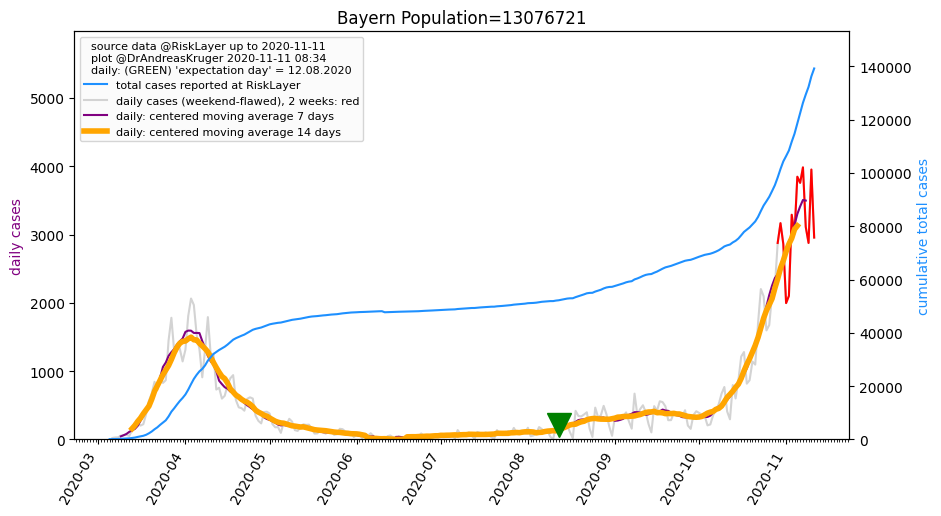 Bayern Population=13076721
source data @RiskLayer up to 2020-11-11
plot @DrAndreasKruger 2020-11-11 08:34
daily: (GREEN) 'expectation day' = 12.08.2020
total cases reported at RiskLayer
daily cases (weekend-flawed), 2 weeks: red
daily: centered moving average 7 days
daily: centered moving average 14 days
daily cases
5000
4000
3000
2000
1000
0
140000
120000
100000
80000
60000
40000
20000
0
cumulative total cases
2020-03
2020-04
2020-05
2020-06
2020-07
2020-08
2020-09
2020-10
2020-11